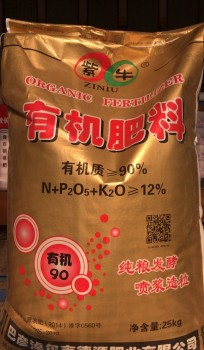 紫牛
ZINIU
ORGANIC FERTILIZER
有机肥料
有机质≥90%
N+P₂O₅+K₂O≥12%
有机
90
纯粮发酵
喷浆造粒
净含量:25kg